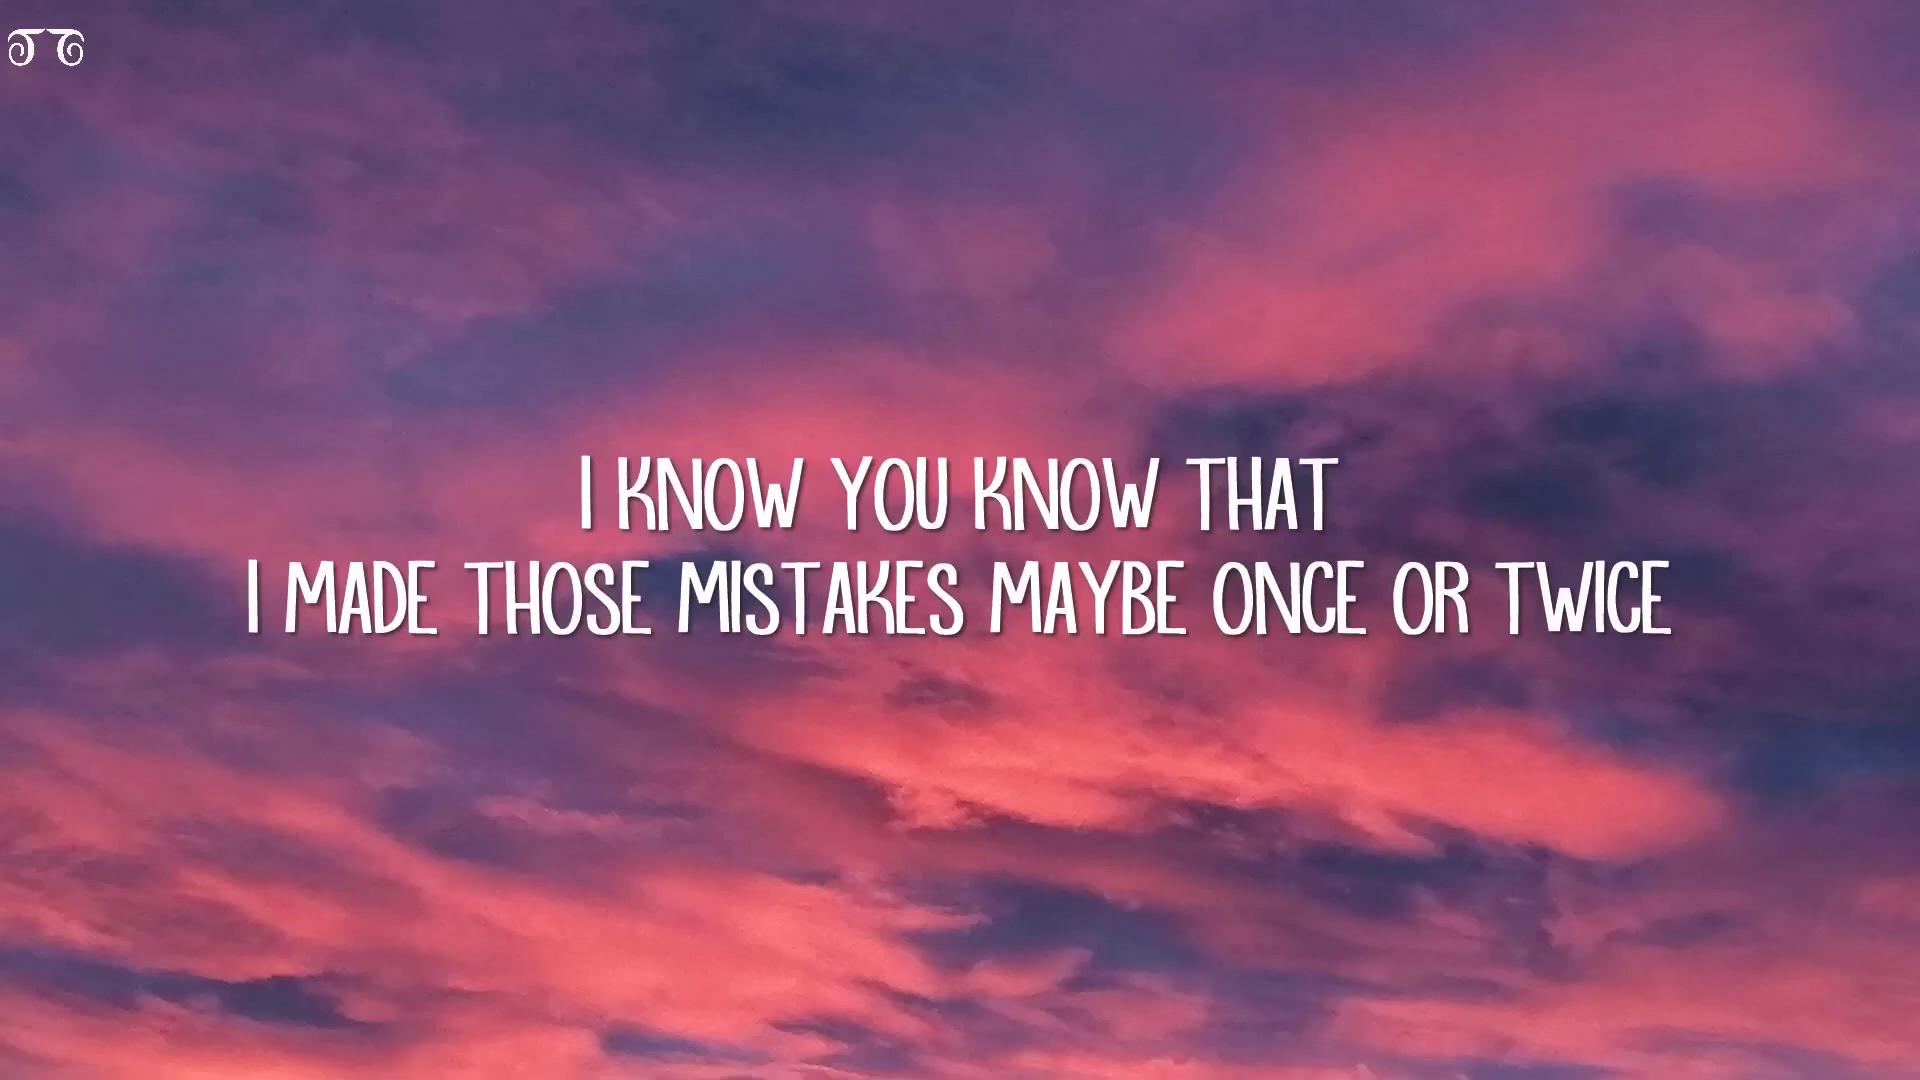 I KNOW YOU KNOW THAT
I MADE THOSE MISTAKES MAYBE ONCE OR TWICE